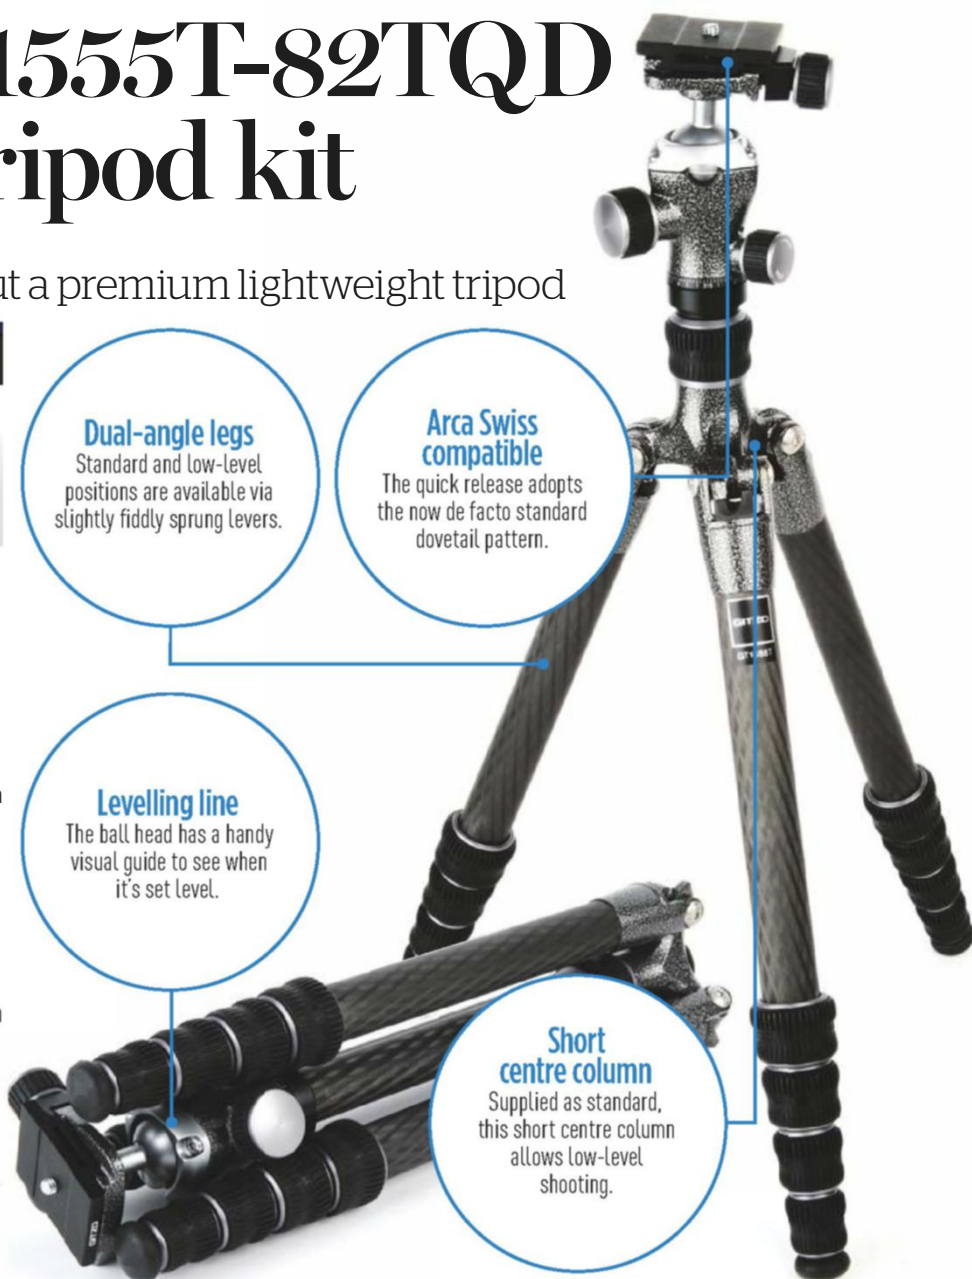 1555T-82TQD
ripod kit
ut a premium lightweight tripod
Dual-angle legs
Standard and low-level
positions are available via
slightly fiddly sprung levers.
Arca Swiss
compatible
The quick release adopts
the now de facto standard
dovetail pattern.
GITZO
Levelling line
The ball head has a handy
visual guide to see when
it's set level.
Short
centre column
Supplied as standard,
this short centre column
allows low-level
shooting.
GITZO